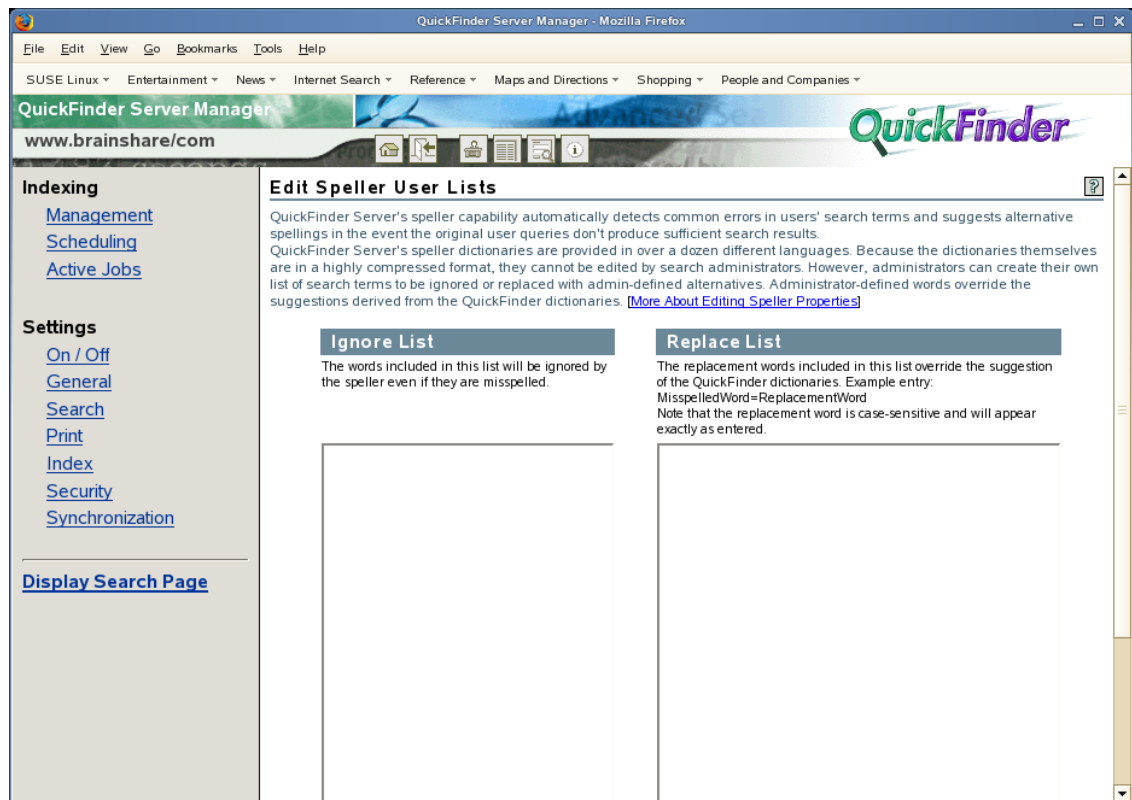 QuickFinder Server Manager - Mozilla Firefox
File Edit View Go Bookmarks Tools Help
SUSE Linux Entertainment News Internet Search Reference Maps and Directions Shopping People and Companies
QuickFinder Server Manager
QuickFinder
www.brainshare/com
Indexing
Management
Scheduling
Active Jobs
Settings
On / Off
General
Search
Print
Index
Security
Synchronization
Display Search Page
Edit Speller User Lists
QuickFinder Server's speller capability automatically detects common errors in users' search terms and suggests alternative
spellings in the event the original user queries don't produce sufficient search results.
QuickFinder Server's speller dictionaries are provided in over a dozen different languages. Because the dictionaries themselves
are in a highly compressed format, they cannot be edited by search administrators. However, administrators can create their own
list of search terms to be ignored or replaced with admin-defined alternatives. Administrator-defined words override the
suggestions derived from the QuickFinder dictionaries. [More About Editing Speller Properties]
Ignore List
The words included in this list will be ignored by
the speller even if they are misspelled.
Replace List
The replacement words included in this list override the suggestion
of the QuickFinder dictionaries. Example entry:
MisspelledWord=ReplacementWord
Note that the replacement word is case-sensitive and will appear
exactly as entered.